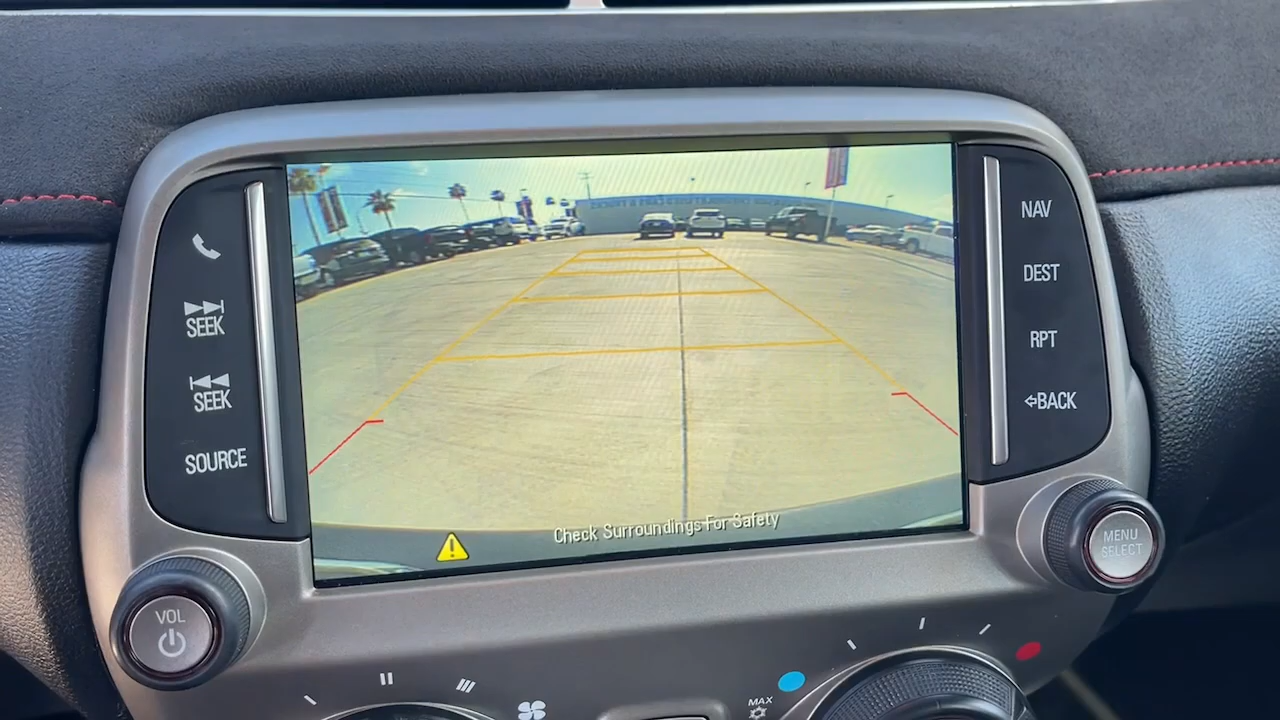 SEEK
SEEK
SOURCE
VOL
Check Surroundings For Safety
NAV
DEST
RPT
BACK
MENU
SELECT
MAX